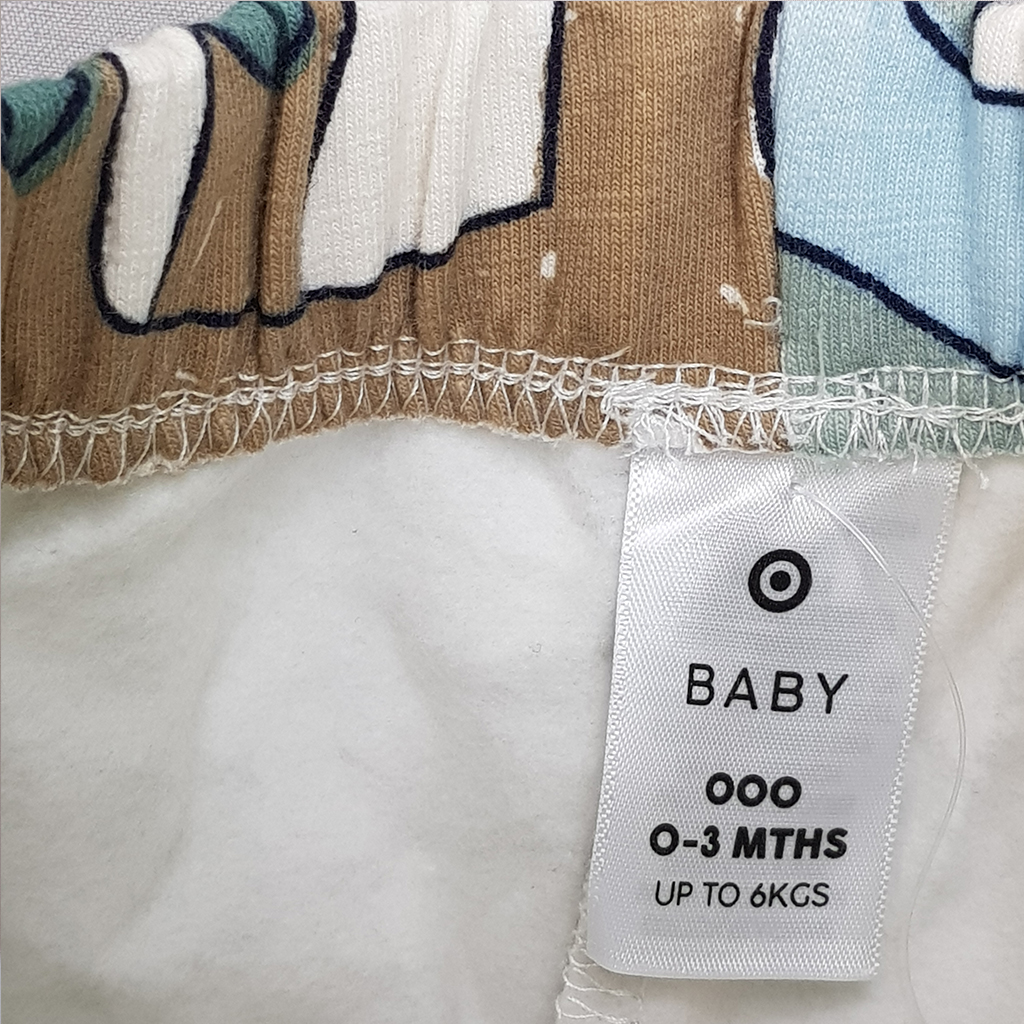 BABY
000
0-3 MTHS
UP TO 6KGS